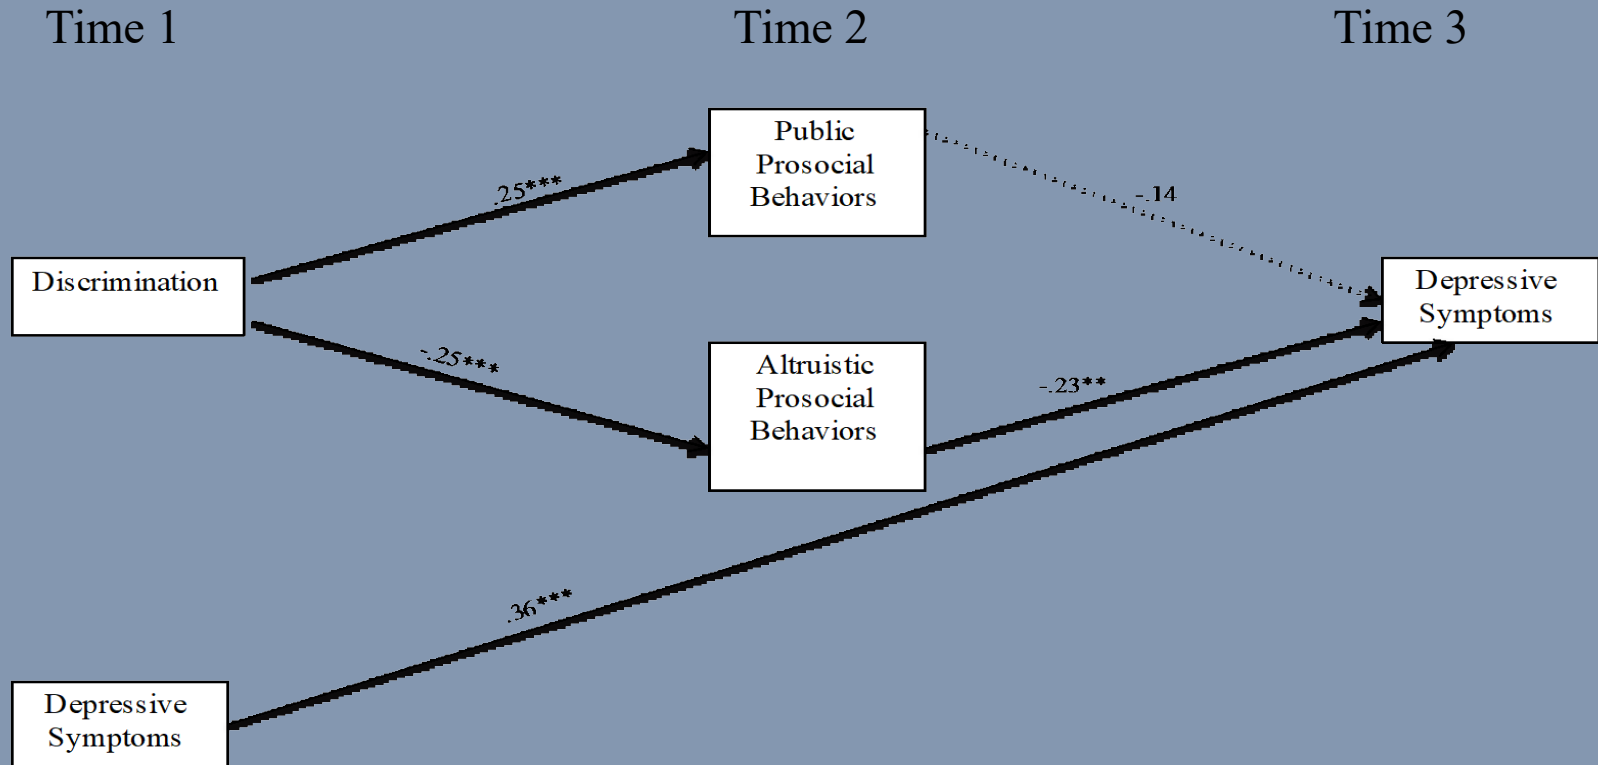 Time 1
Time 2
Time 3
Public
Prosocial
Behaviors
.25***
-.14
Discrimination
Depressive
Symptoms
-.25***
Altruistic
Prosocial
Behaviors
-.23**
.36***
Depressive
Symptoms